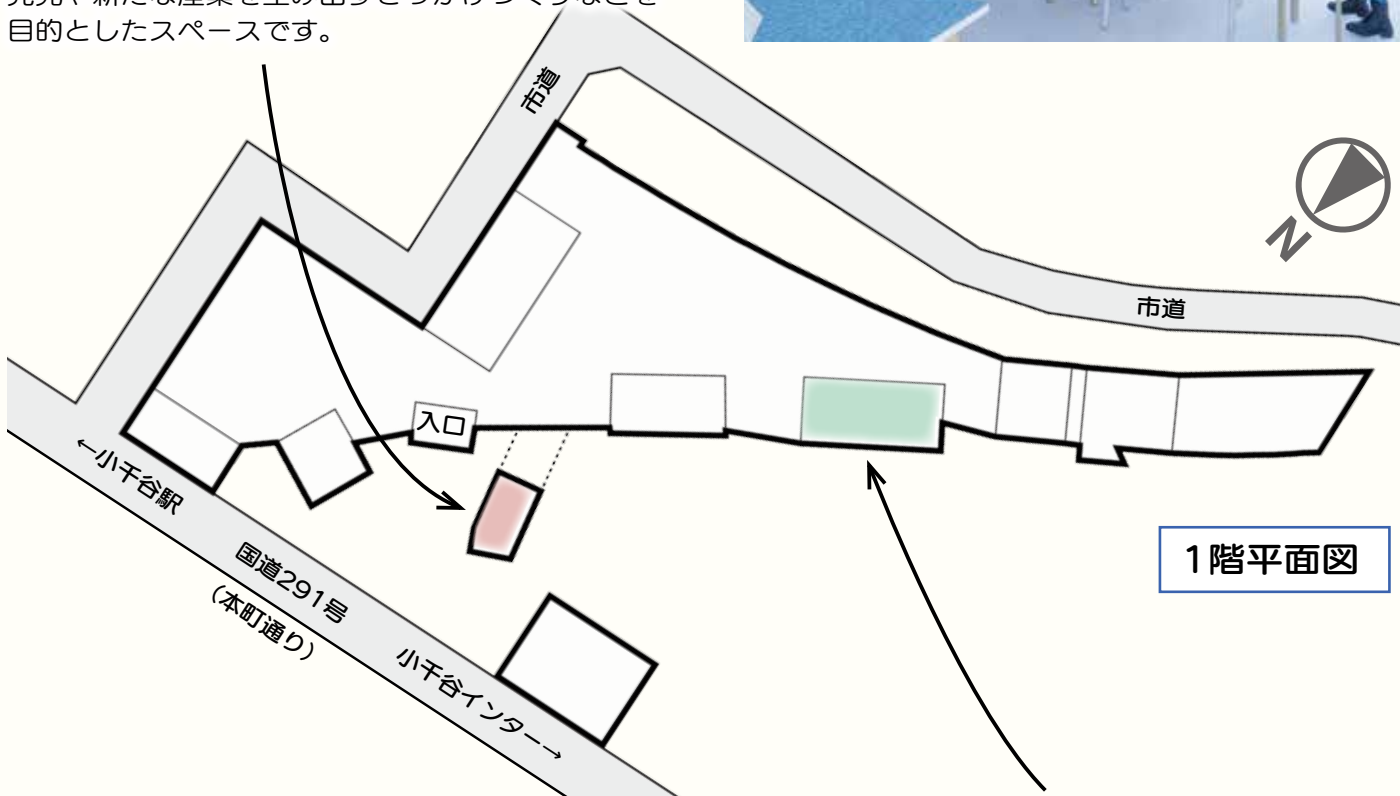 目的としたスペースです。
市道
N
市道
入口
←小千谷駅
国道291号
(本町通り)
小千谷インター→
1階平面図